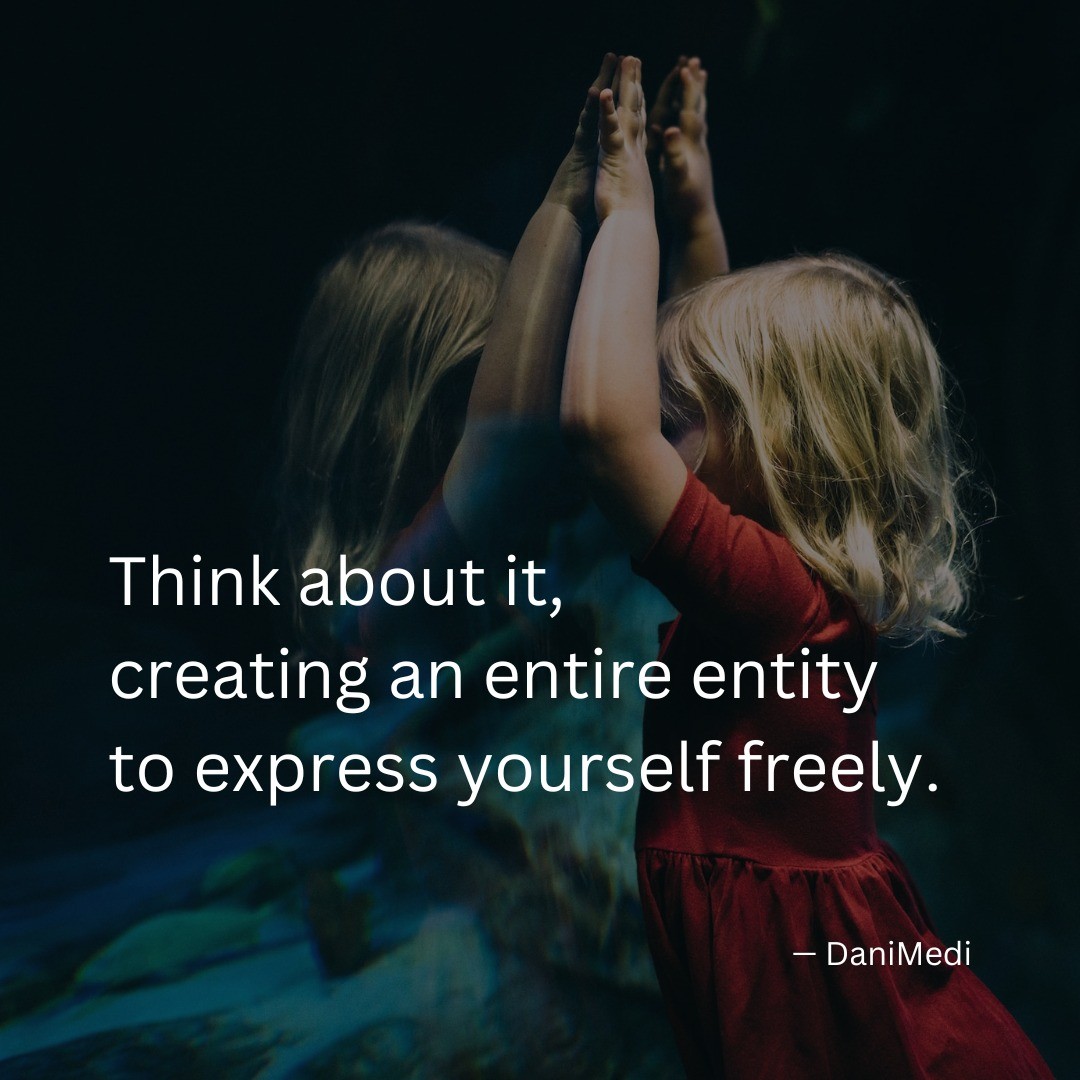 Think about it,
creating an entire entity
to express yourself freely.
— DaniMedi